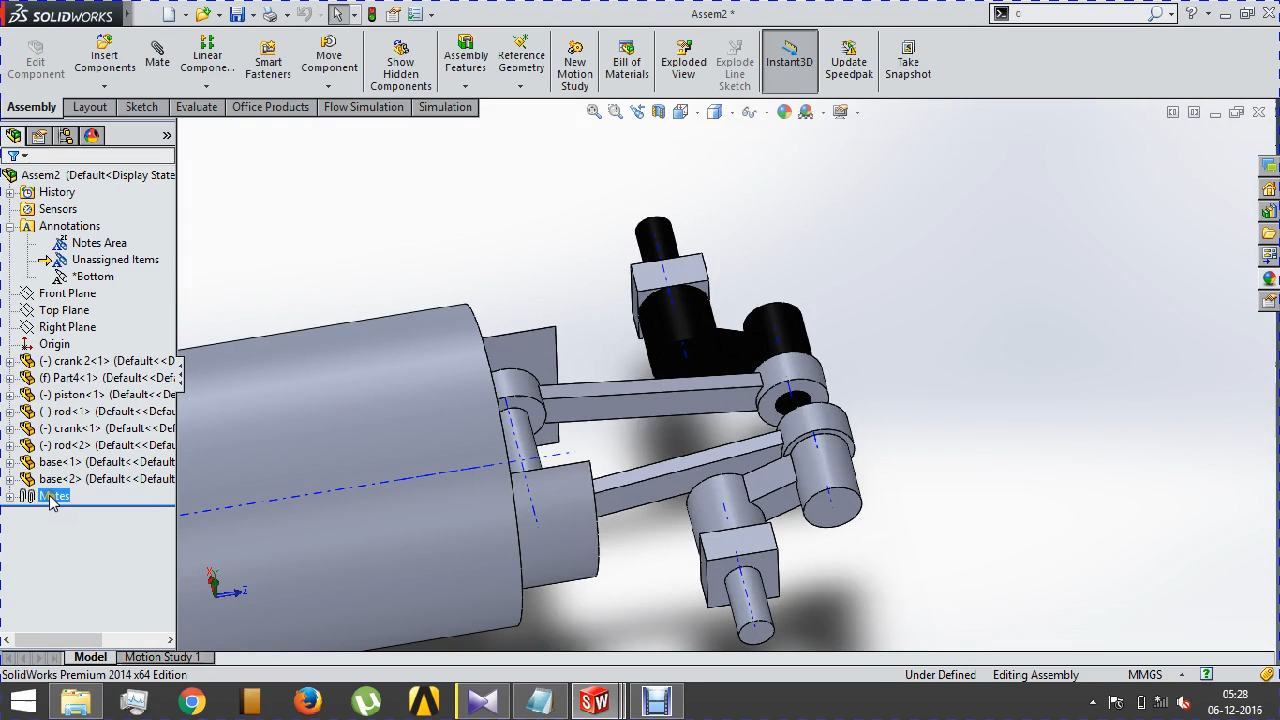 SOLIDWORKS
Assem2 *
c
Edit Component
Insert Components
Mate
Linear Compone...
Smart Fasteners
Move Component
Show Hidden Components
Assembly Features
Reference Geometry
New Motion Study
Bill of Materials
Exploded View
Explode Line Sketch
Instant3D
Update Speedpak
Take Snapshot
Assembly Layout Sketch Evaluate Office Products Flow Simulation Simulation
Assem2 (Default<Display State
History
Sensors
Annotations
Notes Area
Unassigned Items
*Bottom
Front Plane
Top Plane
Right Plane
Origin
(-) crank 2<1> (Default<<D
(f) Part4<1> (Default<<Def
(-) piston<1> (Default<<De
( ) rod<1> (Default<<Defau
(-) crank<1> (Default<<Def
(-) rod<2> (Default<<Defau
base<1> (Default<<Default
base<2> (Default<<Default
Mates
Model Motion Study 1
SolidWorks Premium 2014 x64 Edition
Under Defined Editing Assembly MMGS
05:28
06-12-2016